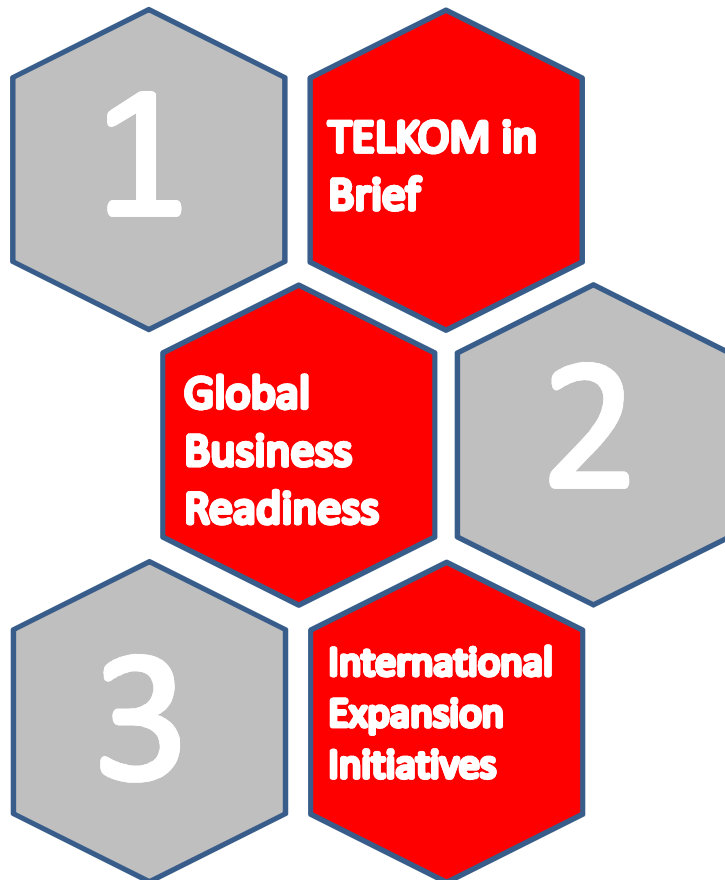 1
TELKOM in
Brief
Global
Business
Readiness
2
3
International
Expansion
Initiatives